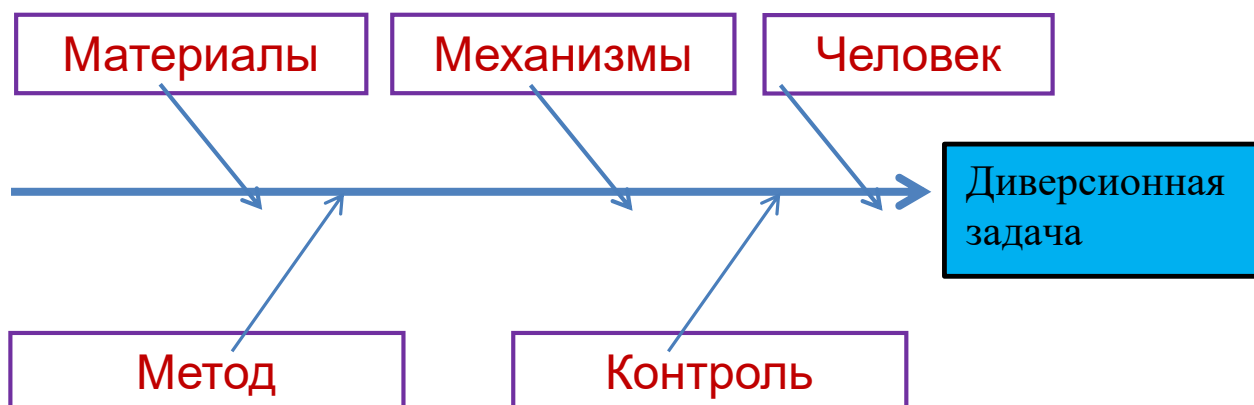 Материалы
Механизмы
Человек
Диверсионная
задача
Метод
Контроль